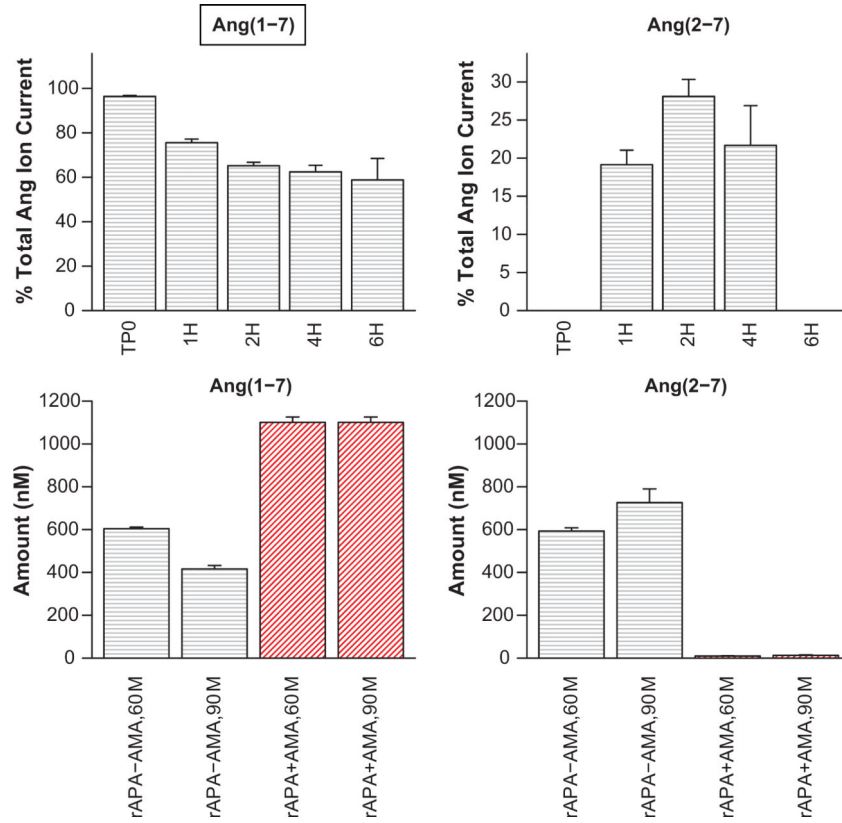 Ang(1−7)
% Total Ang Ion Current
100
80
60
40
20
0
TP0
1H
2H
4H
6H
Ang(2−7)
% Total Ang Ion Current
30
25
20
15
10
5
0
TP0
1H
2H
4H
6H
Ang(1−7)
Amount (nM)
1200
1000
800
600
400
200
0
rAPA−AMA,60M
rAPA−AMA,90M
rAPA+AMA,60M
rAPA+AMA,90M
Ang(2−7)
Amount (nM)
1200
1000
800
600
400
200
0
rAPA−AMA,60M
rAPA−AMA,90M
rAPA+AMA,60M
rAPA+AMA,90M